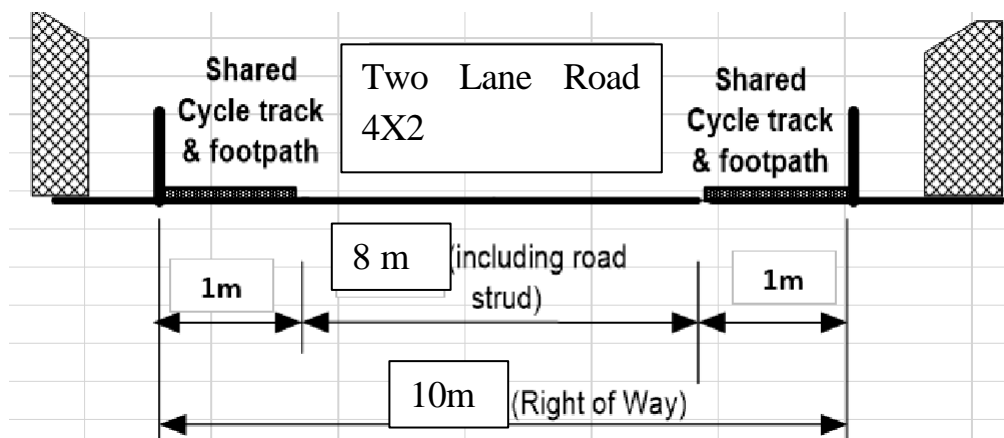 Shared
Cycle track
& footpath
Two Lane Road
4X2
Shared
Cycle track
& footpath
1m
8 m (including road
strud)
1m
10m (Right of Way)